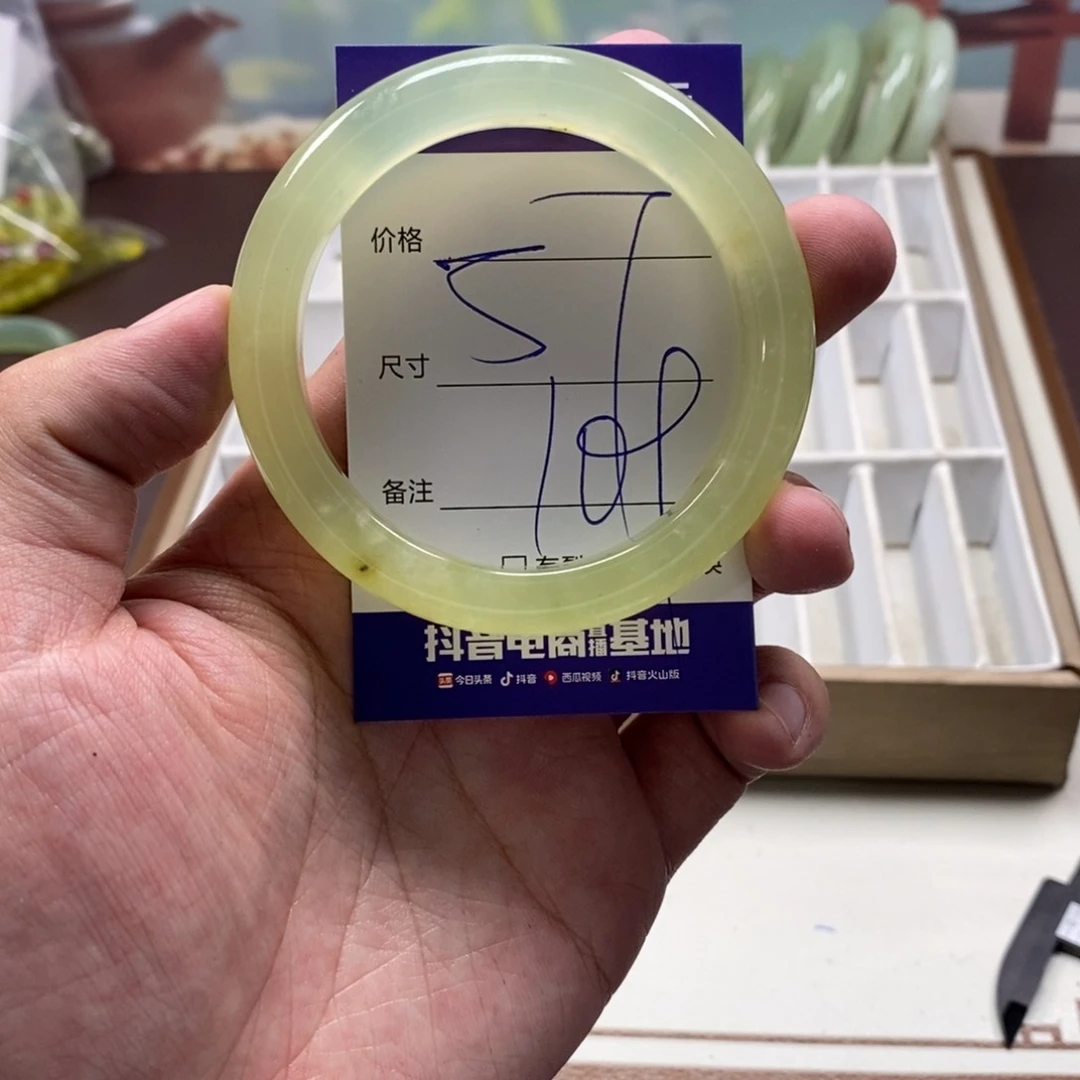 价格
57
尺寸
108
备注
抖音电商直播基地
今日头条 抖音 西瓜视频 抖音火山版